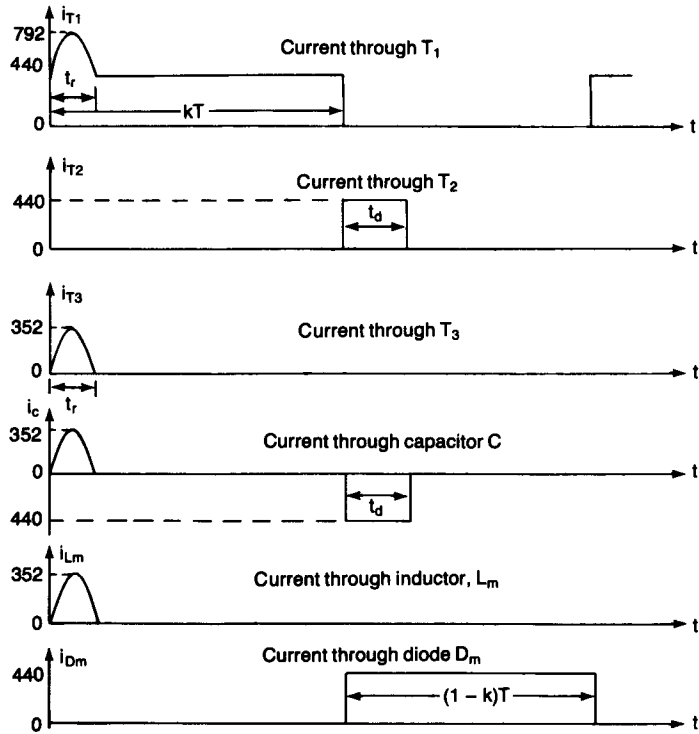 i_T1
792
Current through T_1
440
t_r
kT
0
t
i_T2
Current through T_2
440
t_d
0
t
i_T3
352
Current through T_3
0
t
t_r
i_c
352
Current through capacitor C
0
t
t_d
440
i_Lm
352
Current through inductor, L_m
0
t
i_Dm
Current through diode D_m
440
(1 − k)T
0
t